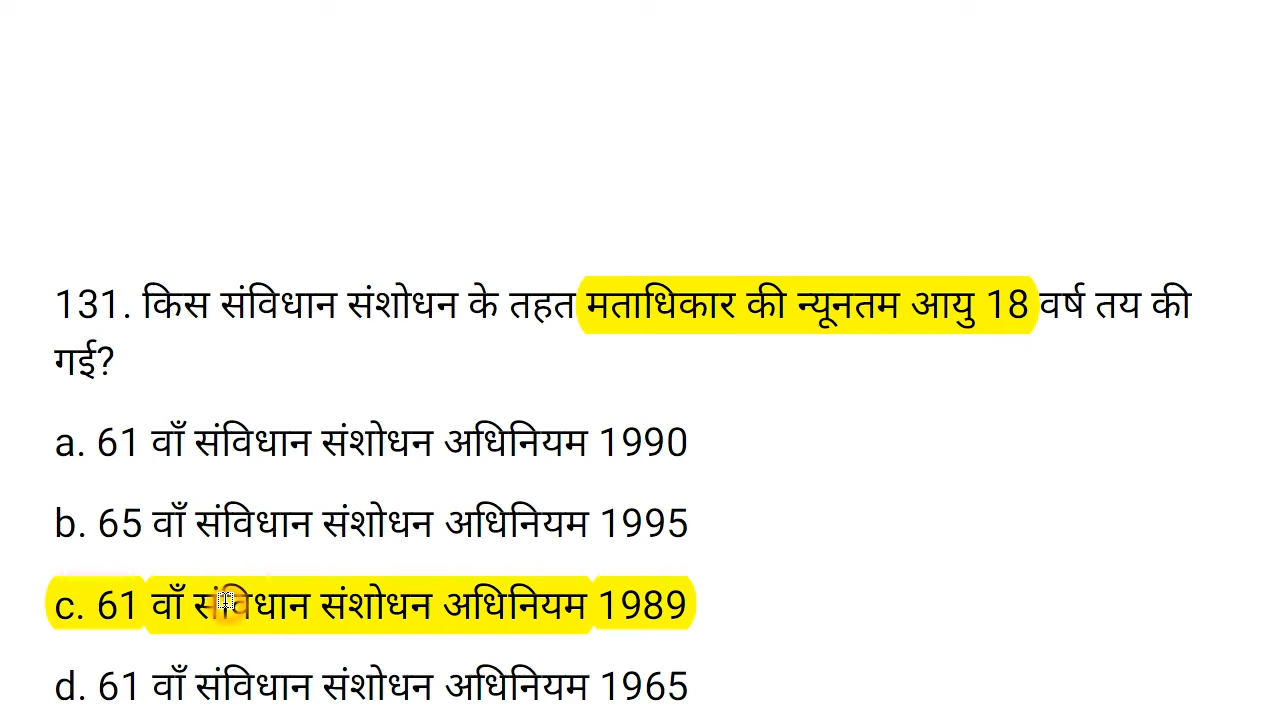 131. किस संविधान संशोधन के तहत मताधिकार की न्यूनतम आयु 18 वर्ष तय की
गई?
a. 61 वाँ संविधान संशोधन अधिनियम 1990
b. 65 वाँ संविधान संशोधन अधिनियम 1995
c. 61 वाँ संविधान संशोधन अधिनियम 1989
d. 61 वाँ संविधान संशोधन अधिनियम 1965